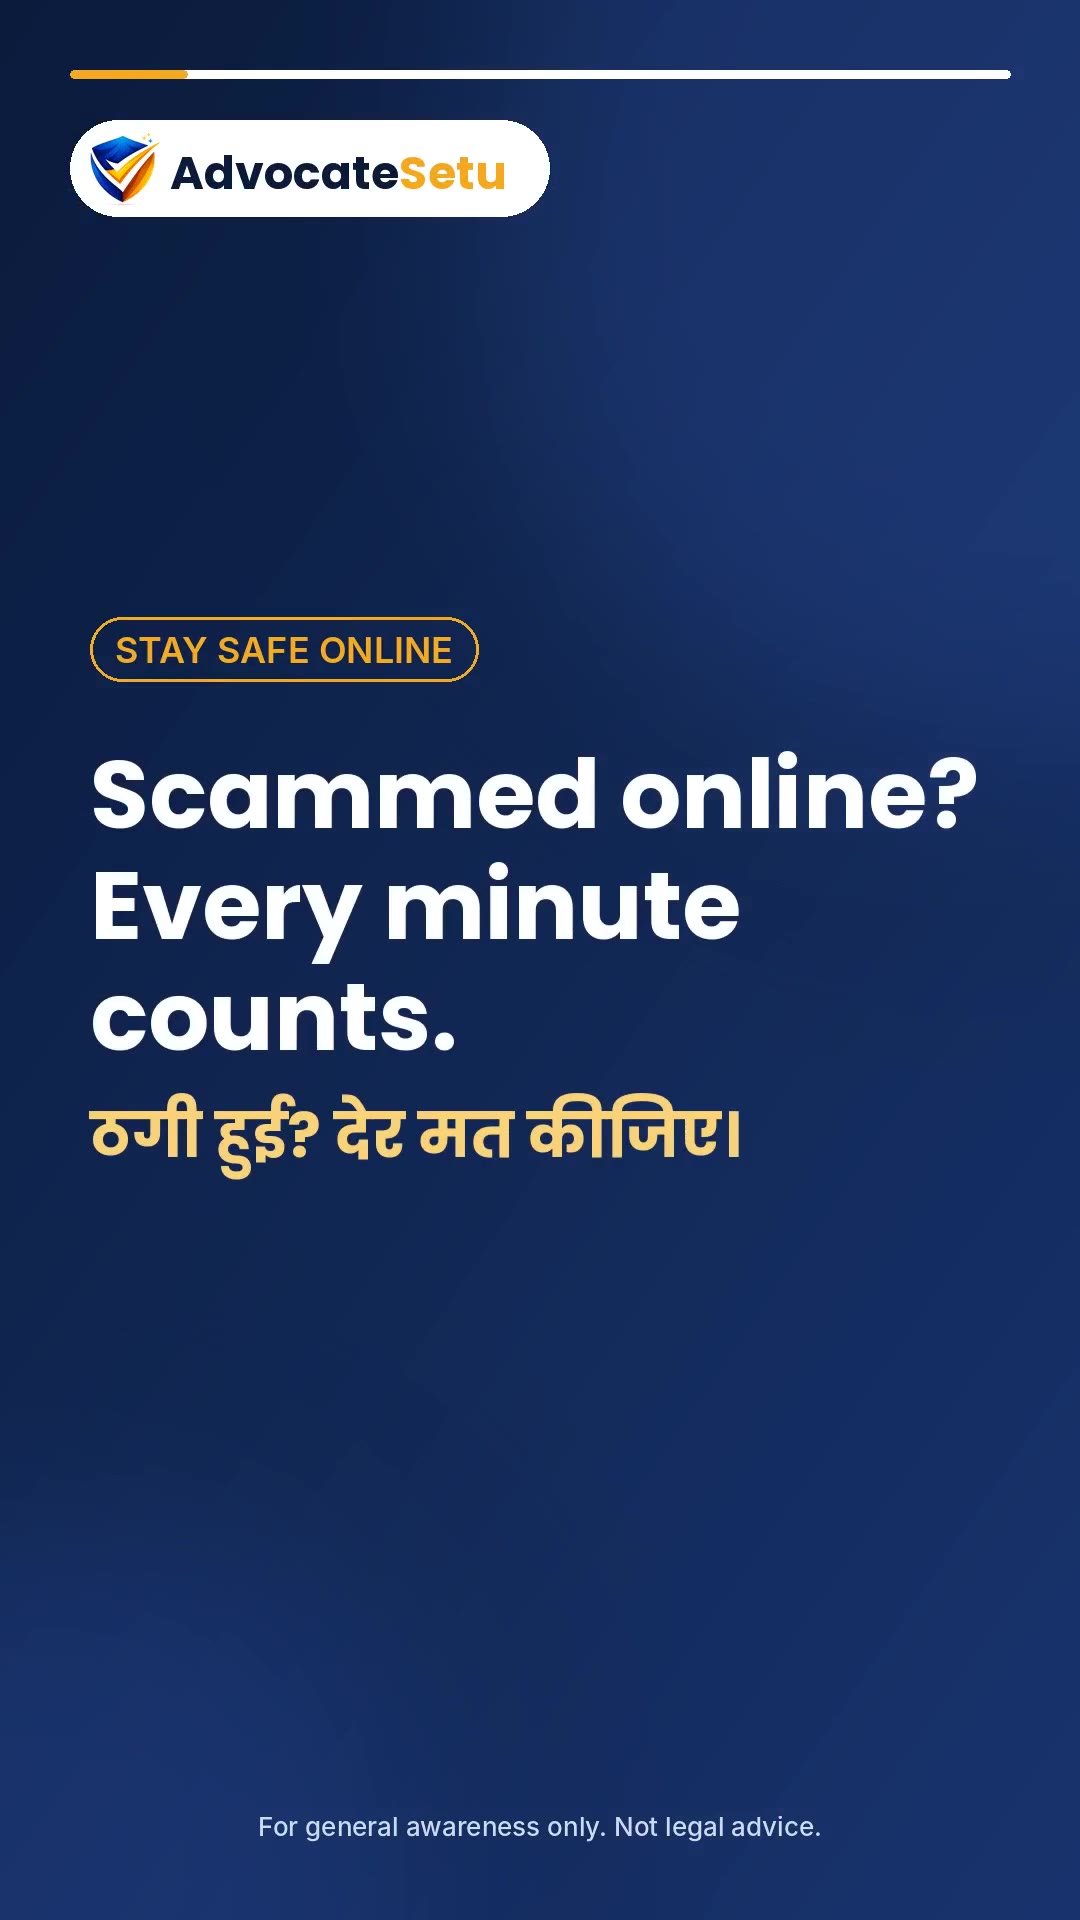 AdvocateSetu
STAY SAFE ONLINE
Scammed online?
Every minute
counts.
ठगी हुई? देर मत कीजिए।
For general awareness only. Not legal advice.